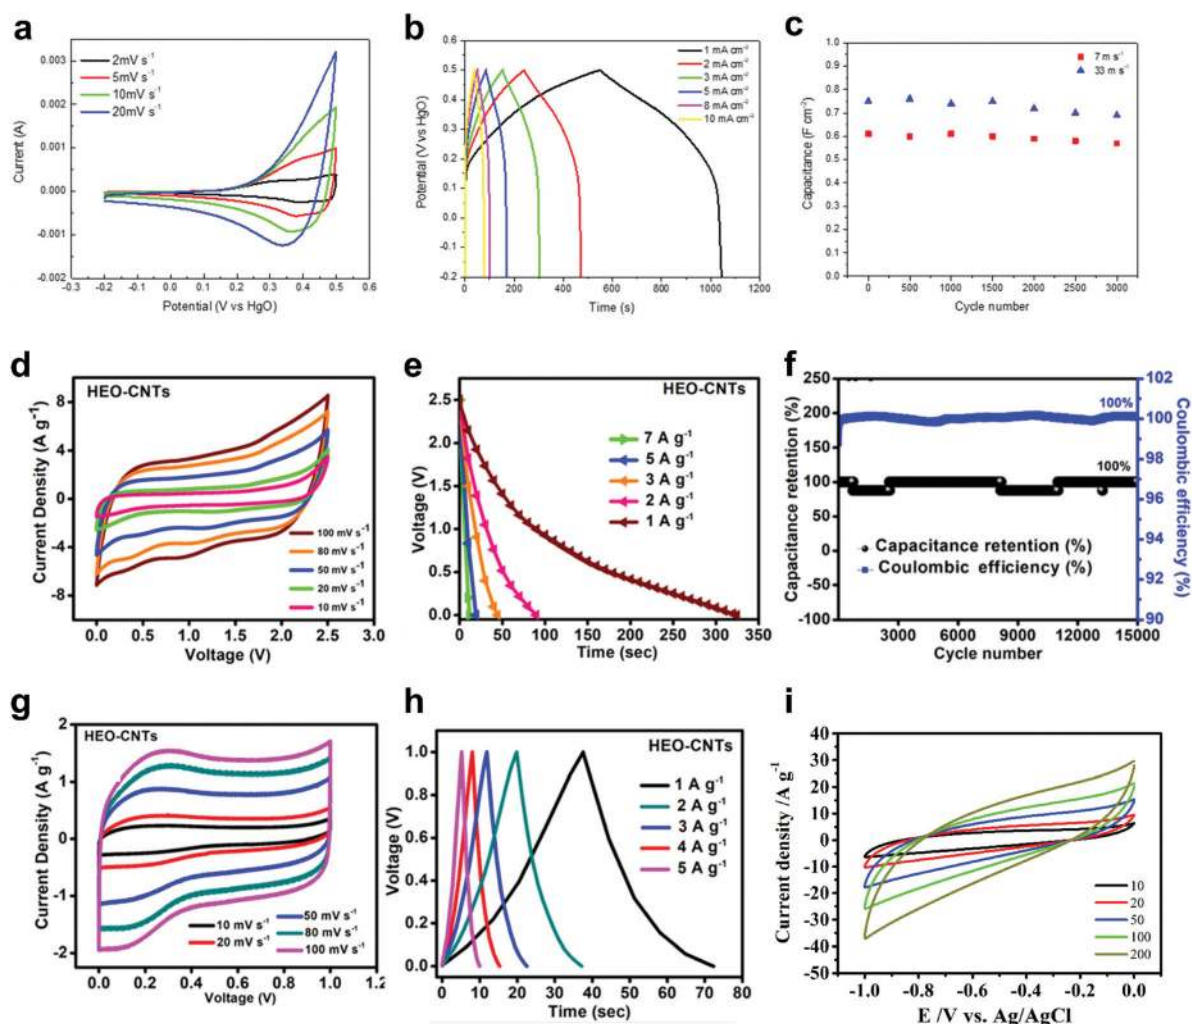 a
0.003
0.002
0.001
0.000
-0.001
-0.002
Current (A)
2mV s⁻¹
5mV s⁻¹
10mV s⁻¹
20mV s⁻¹
-0.3 -0.2 -0.1 0.0 0.1 0.2 0.3 0.4 0.5 0.6
Potential (V vs HgO)
b
0.6
0.5
0.4
0.3
0.2
0.1
0.0
-0.1
-0.2
Potential (V vs HgO)
1 mA cm⁻²
2 mA cm⁻²
3 mA cm⁻²
5 mA cm⁻²
8 mA cm⁻²
10 mA cm⁻²
0 200 400 600 800 1000 1200
Time (s)
c
1.0
0.9
0.8
0.7
0.6
0.5
0.4
0.3
0.2
0.1
0.0
Capacitance (F cm⁻²)
7 m s⁻¹
33 m s⁻¹
0 500 1000 1500 2000 2500 3000
Cycle number
d
HEO-CNTs
8
4
0
-4
-8
Current Density (A g⁻¹)
100 mV s⁻¹
80 mV s⁻¹
50 mV s⁻¹
20 mV s⁻¹
10 mV s⁻¹
0.0 0.5 1.0 1.5 2.0 2.5 3.0
Voltage (V)
e
HEO-CNTs
2.5
2.0
1.5
1.0
0.5
0.0
Voltage (V)
7 A g⁻¹
5 A g⁻¹
3 A g⁻¹
2 A g⁻¹
1 A g⁻¹
0 50 100 150 200 250 300 350
Time (sec)
f
250
200
150
100
50
0
-50
-100
Capacitance retention (%)
100%
100%
Capacitance retention (%)
Coulombic efficiency (%)
102
100
98
96
94
92
90
Coulombic efficiency (%)
3000 6000 9000 12000 15000
Cycle number
g
HEO-CNTs
2
1
0
-1
-2
Current Density (A g⁻¹)
10 mV s⁻¹
20 mV s⁻¹
50 mV s⁻¹
80 mV s⁻¹
100 mV s⁻¹
0.0 0.2 0.4 0.6 0.8 1.0 1.2
Voltage (V)
h
HEO-CNTs
1.0
0.8
0.6
0.4
0.2
0.0
Voltage (V)
1 A g⁻¹
2 A g⁻¹
3 A g⁻¹
4 A g⁻¹
5 A g⁻¹
0 10 20 30 40 50 60 70 80
Time (sec)
i
40
30
20
10
0
-10
-20
-30
-40
-50
Current density /A g⁻¹
10
20
50
100
200
-1.0 -0.8 -0.6 -0.4 -0.2 0.0
E /V vs. Ag/AgCl